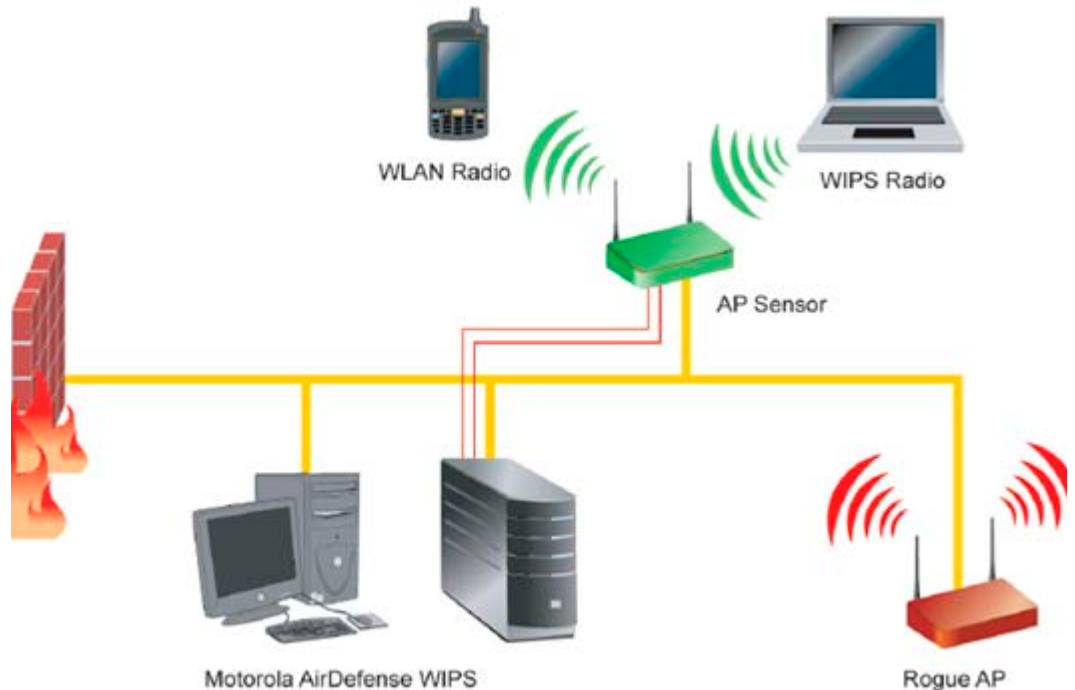 WLAN Radio
WIPS Radio
AP Sensor
Motorola AirDefense WIPS
Rogue AP